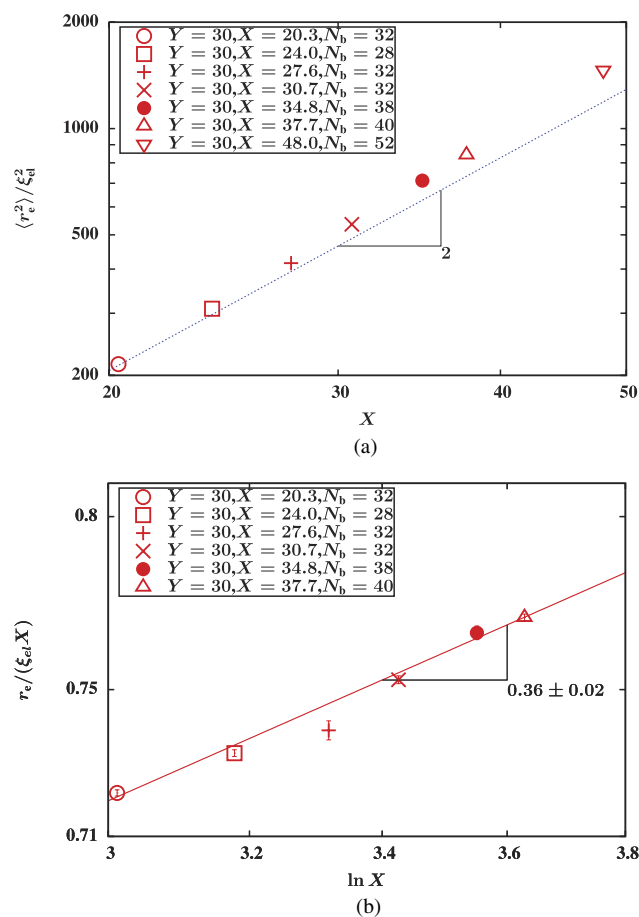 2000
1000
500
200
⟨r_e^2⟩/ξ_el^2
Y = 30,X = 20.3,N_b = 32
Y = 30,X = 24.0,N_b = 28
Y = 30,X = 27.6,N_b = 32
Y = 30,X = 30.7,N_b = 32
Y = 30,X = 34.8,N_b = 38
Y = 30,X = 37.7,N_b = 40
Y = 30,X = 48.0,N_b = 52
2
20 30 40 50
X
(a)
0.8
0.75
0.71
r_e/(ξ_el X)
Y = 30,X = 20.3,N_b = 32
Y = 30,X = 24.0,N_b = 28
Y = 30,X = 27.6,N_b = 32
Y = 30,X = 30.7,N_b = 32
Y = 30,X = 34.8,N_b = 38
Y = 30,X = 37.7,N_b = 40
0.36 ± 0.02
3 3.2 3.4 3.6 3.8
ln X
(b)